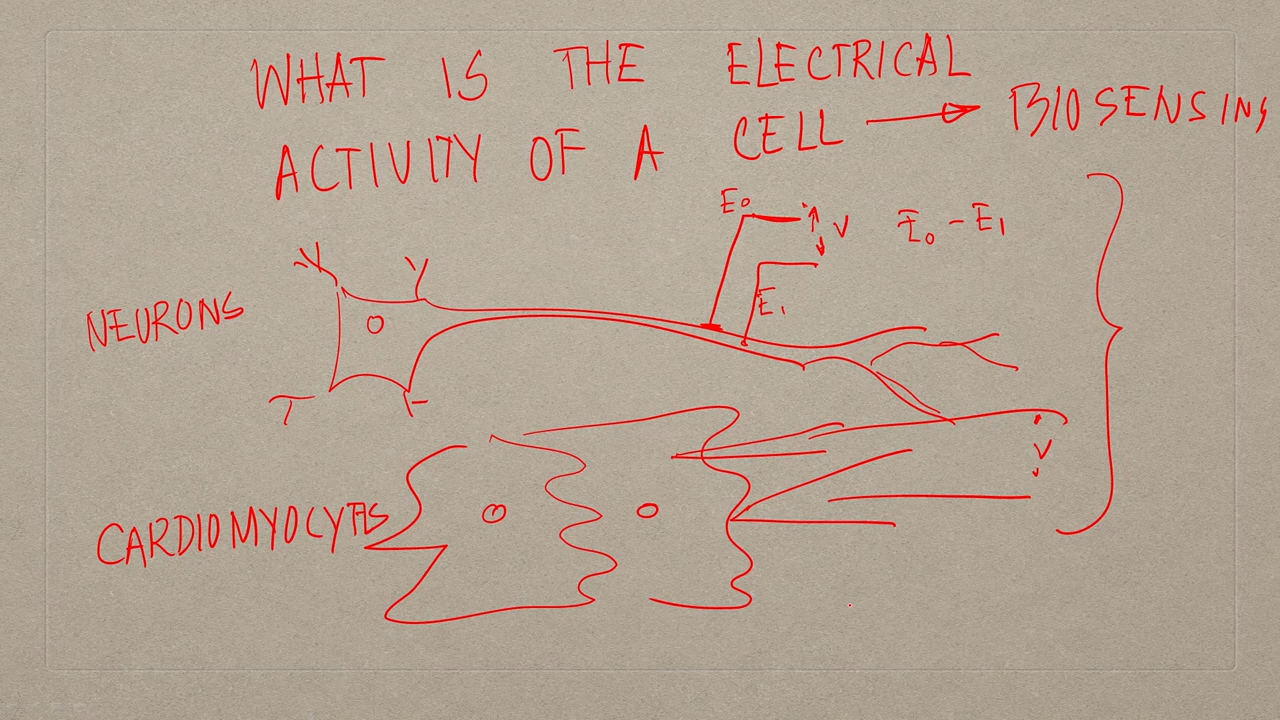 WHAT IS THE ELECTRICAL
ACTIVITY OF A CELL → BIOSENSING
E0 V E0 - E1
E1
NEURONS
V
CARDIOMYOCYTES